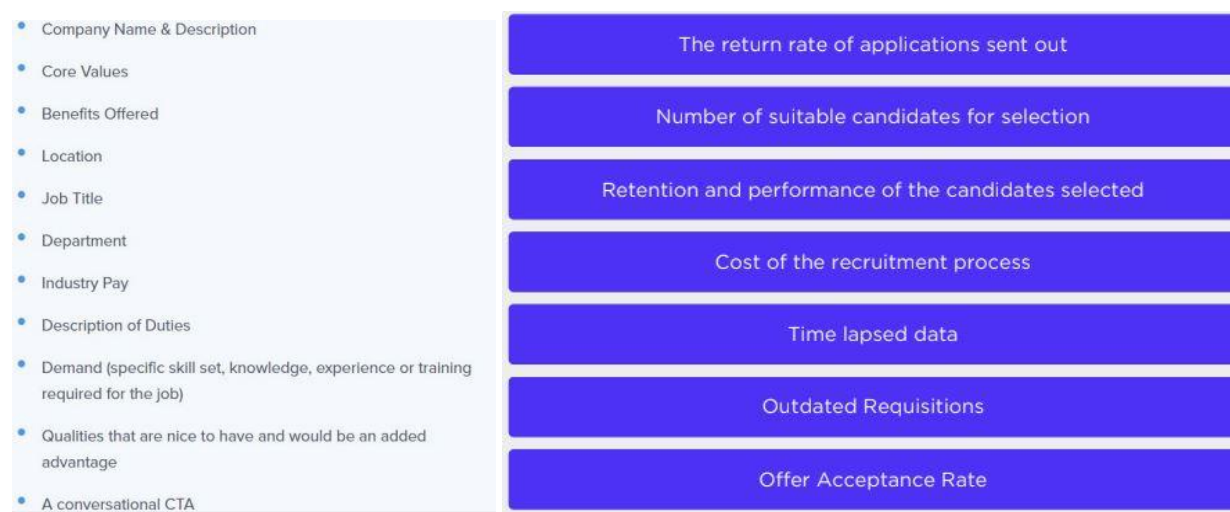 Company Name & Description
Core Values
Benefits Offered
Location
Job Title
Department
Industry Pay
Description of Duties
Demand (specific skill set, knowledge, experience or training
required for the job)
Qualities that are nice to have and would be an added
advantage
A conversational CTA
The return rate of applications sent out
Number of suitable candidates for selection
Retention and performance of the candidates selected
Cost of the recruitment process
Time lapsed data
Outdated Requisitions
Offer Acceptance Rate